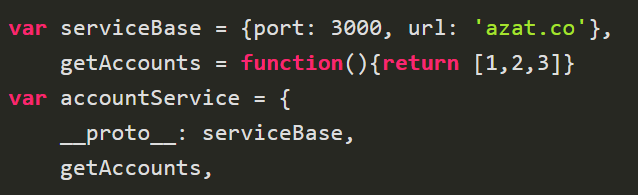 var serviceBase = {port: 3000, url: 'azat.co'},
    getAccounts = function(){return [1,2,3]}
var accountService = {
    __proto__: serviceBase,
    getAccounts,